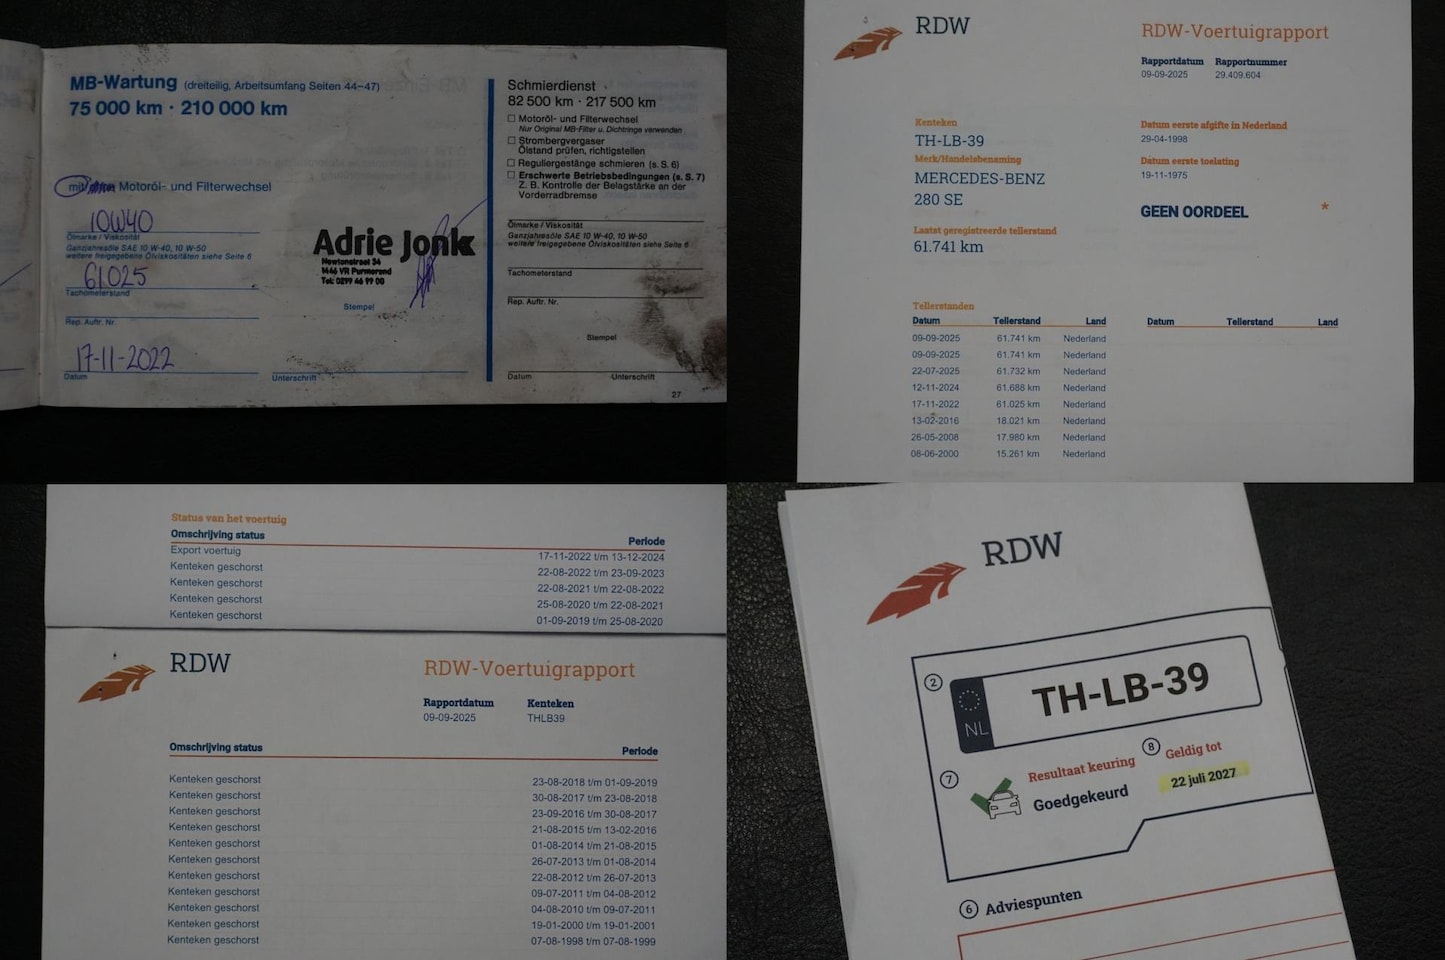 MB-Wartung (dreiteilig, Arbeitsumfang Seiten 44–47)
75 000 km · 210 000 km
mit Motoröl- und Filterwechsel
10W40
Ölmarke / Viskosität
Ganzjahresöle SAE 10 W-40, 10 W-50
weitere freigegebene Ölviskositäten siehe Seite 6
61025
Tachometerstand
Rep. Auftr. Nr.
17-11-2022
Datum
Adrie Jonk
Newtonstraat 34
1446 VR Purmerend
Tel: 0299 46 99 00
Stempel
Unterschrift
Schmierdienst
82 500 km · 217 500 km
☐ Motoröl- und Filterwechsel
Nur Original MB-Filter u. Dichtringe verwenden
☐ Strombergvergaser
Ölstand prüfen, richtigstellen
☐ Reguliergestänge schmieren (s. S. 6)
☐ Erschwerte Betriebsbedingungen (s. S. 7)
Z. B. Kontrolle der Belagstärke an der
Vorderradbremse
Ölmarke / Viskosität
Ganzjahresöle SAE 10 W-40, 10 W-50
weitere freigegebene Ölviskositäten siehe Seite 6
Tachometerstand
Rep. Auftr. Nr.
Stempel
Datum Unterschrift
27
RDW
RDW-Voertuigrapport
Rapportdatum Rapportnummer
09-09-2025 29.409.604
Kenteken
TH-LB-39
Merk/Handelsbenaming
MERCEDES-BENZ
280 SE
Laatst geregistreerde tellerstand
61.741 km
Datum eerste afgifte in Nederland
29-04-1998
Datum eerste toelating
19-11-1975
GEEN OORDEEL *
Tellerstanden
Datum Tellerstand Land Datum Tellerstand Land
09-09-2025 61.741 km Nederland
09-09-2025 61.741 km Nederland
22-07-2025 61.732 km Nederland
12-11-2024 61.688 km Nederland
17-11-2022 61.025 km Nederland
13-02-2016 18.021 km Nederland
26-05-2008 17.980 km Nederland
08-06-2000 15.261 km Nederland
Status van het voertuig
Omschrijving status Periode
Export voertuig 17-11-2022 t/m 13-12-2024
Kenteken geschorst 22-08-2022 t/m 23-09-2023
Kenteken geschorst 22-08-2021 t/m 22-08-2022
Kenteken geschorst 25-08-2020 t/m 22-08-2021
Kenteken geschorst 01-09-2019 t/m 25-08-2020
RDW
RDW-Voertuigrapport
Rapportdatum Kenteken
09-09-2025 THLB39
Omschrijving status Periode
Kenteken geschorst 23-08-2018 t/m 01-09-2019
Kenteken geschorst 30-08-2017 t/m 23-08-2018
Kenteken geschorst 23-09-2016 t/m 30-08-2017
Kenteken geschorst 21-08-2015 t/m 13-02-2016
Kenteken geschorst 01-08-2014 t/m 21-08-2015
Kenteken geschorst 26-07-2013 t/m 01-08-2014
Kenteken geschorst 22-08-2012 t/m 26-07-2013
Kenteken geschorst 09-07-2011 t/m 04-08-2012
Kenteken geschorst 04-08-2010 t/m 09-07-2011
Kenteken geschorst 19-01-2000 t/m 19-01-2001
Kenteken geschorst 07-08-1998 t/m 07-08-1999
RDW
2
NL
TH-LB-39
7 Resultaat keuring
Goedgekeurd
8 Geldig tot
22 juli 2027
6 Adviespunten